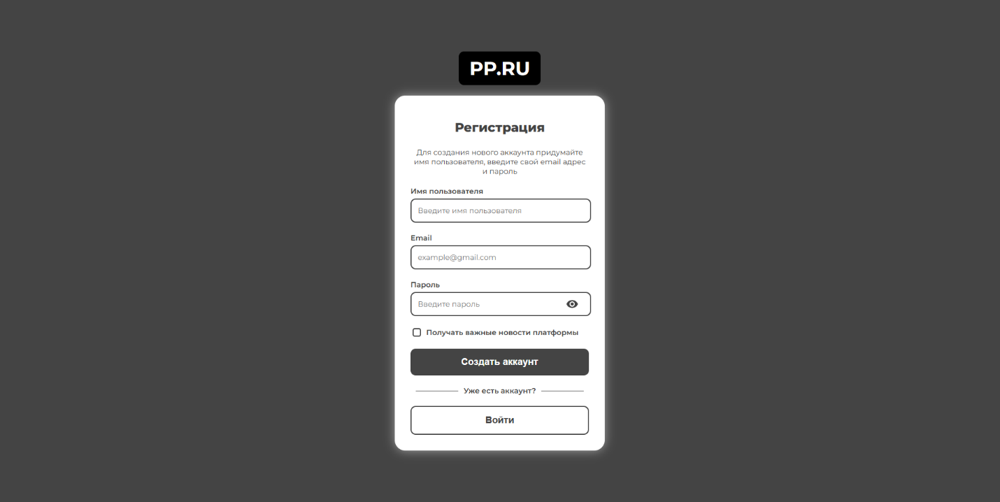 PP.RU
Регистрация
Для создания нового аккаунта придумайте
имя пользователя, введите свой email адрес
и пароль
Имя пользователя
Введите имя пользователя
Email
example@gmail.com
Пароль
Введите пароль
Получать важные новости платформы
Создать аккаунт
Уже есть аккаунт?
Войти